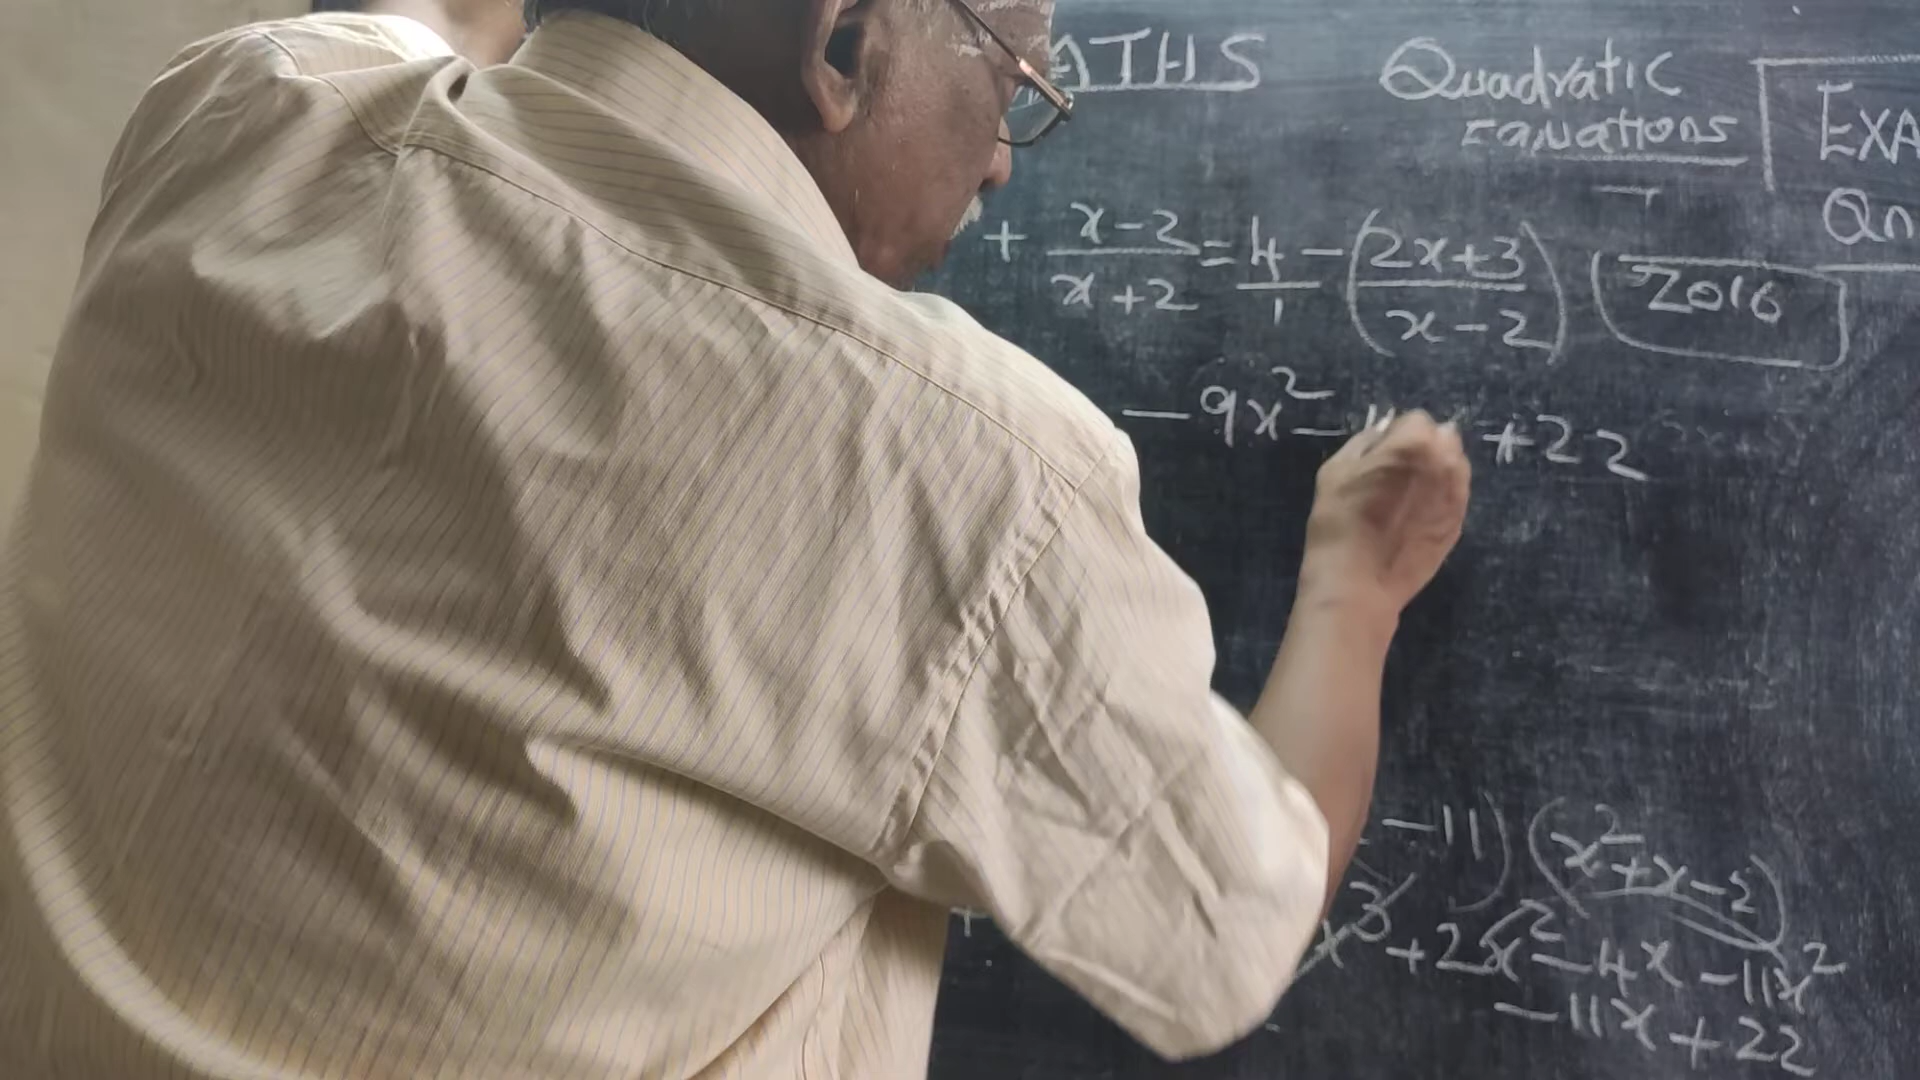 ATHS Quadratic EXA
Equations Qn
+ x-2/x+2 = 4/1 - (2x+3/x-2) 2016
- 9x² - 11 +22
-11) (x²+x-2)
x³ +2x² -4x -11x²
-11x +22